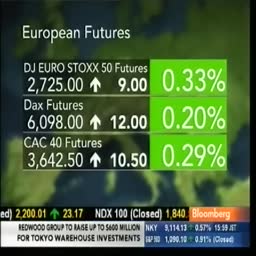 European Futures
DJ EURO STOXX 50 Futures
2,725.00 ↑ 9.00 0.33%
Dax Futures
6,098.00 ↑ 12.00 0.20%
CAC 40 Futures
3,642.50 ↑ 10.50 0.29%
ed) 2,200.01 ↑ 23.17 NDX 100 (Closed) 1,840. Bloomberg
REDWOOD GROUP TO RAISE UP TO $600 MILLION
FOR TOKYO WAREHOUSE INVESTMENTS
NKY 9,114.13 ↑ 0.57% 15:59 JST
S&P 500 1,090.10 ↑ 0.91% (Closed)